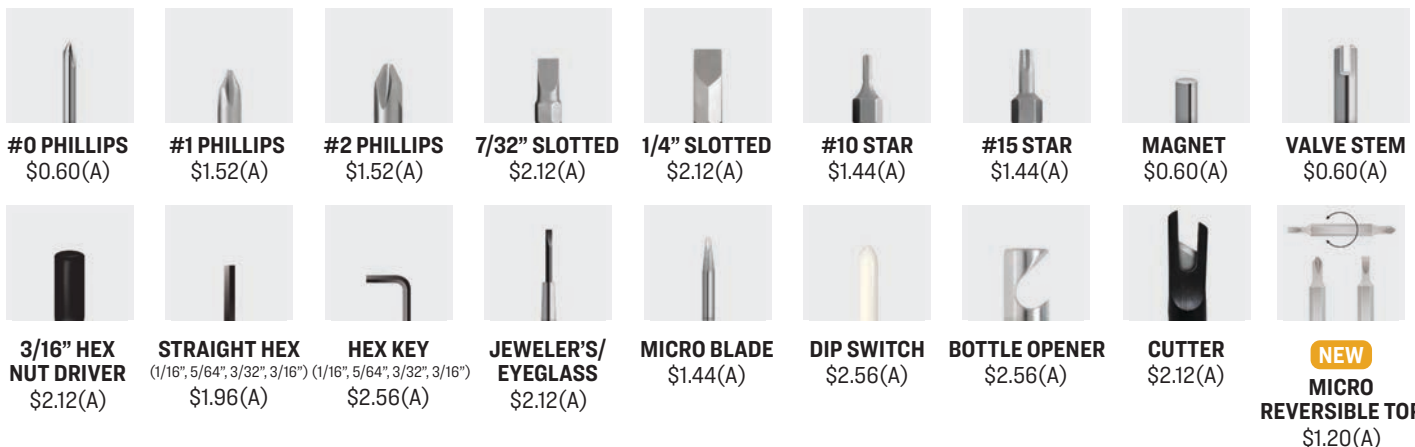 #0 PHILLIPS
$0.60(A)
#1 PHILLIPS
$1.52(A)
#2 PHILLIPS
$1.52(A)
7/32” SLOTTED
$2.12(A)
1/4” SLOTTED
$2.12(A)
#10 STAR
$1.44(A)
#15 STAR
$1.44(A)
MAGNET
$0.60(A)
VALVE STEM
$0.60(A)
3/16” HEX
NUT DRIVER
$2.12(A)
STRAIGHT HEX
(1/16”, 5/64”, 3/32”, 3/16”)
$1.96(A)
HEX KEY
(1/16”, 5/64”, 3/32”, 3/16”)
$2.56(A)
JEWELER’S/
EYEGLASS
$2.12(A)
MICRO BLADE
$1.44(A)
DIP SWITCH
$2.56(A)
BOTTLE OPENER
$2.56(A)
CUTTER
$2.12(A)
NEW
MICRO
REVERSIBLE TOP
$1.20(A)